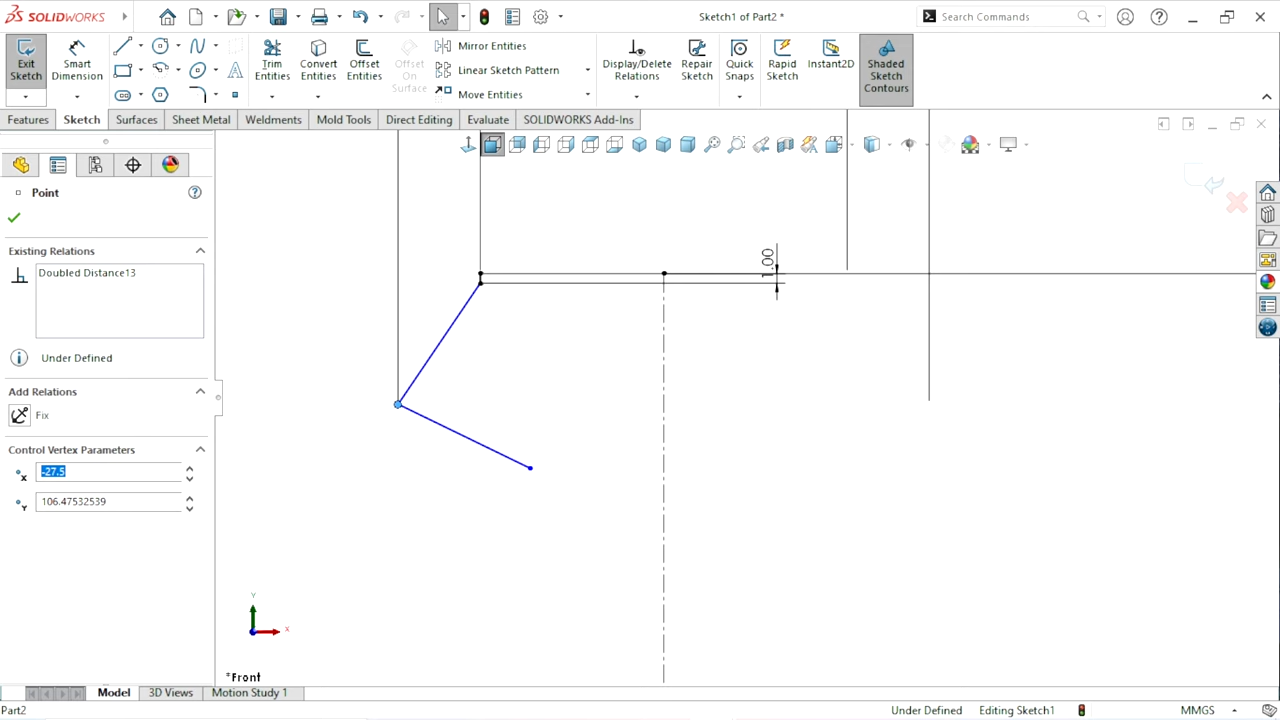 SOLIDWORKS
Sketch1 of Part2 *
Search Commands
Exit Sketch
Smart Dimension
Trim Entities
Convert Entities
Offset Entities
Offset On Surface
Mirror Entities
Linear Sketch Pattern
Move Entities
Display/Delete Relations
Repair Sketch
Quick Snaps
Rapid Sketch
Instant2D
Shaded Sketch Contours
Features
Sketch
Surfaces
Sheet Metal
Weldments
Mold Tools
Direct Editing
Evaluate
SOLIDWORKS Add-Ins
Point
Existing Relations
Doubled Distance13
Under Defined
Add Relations
Fix
Control Vertex Parameters
-27.5
106.47532539
1.00
Y
X
*Front
Model
3D Views
Motion Study 1
Part2
Under Defined
Editing Sketch1
MMGS